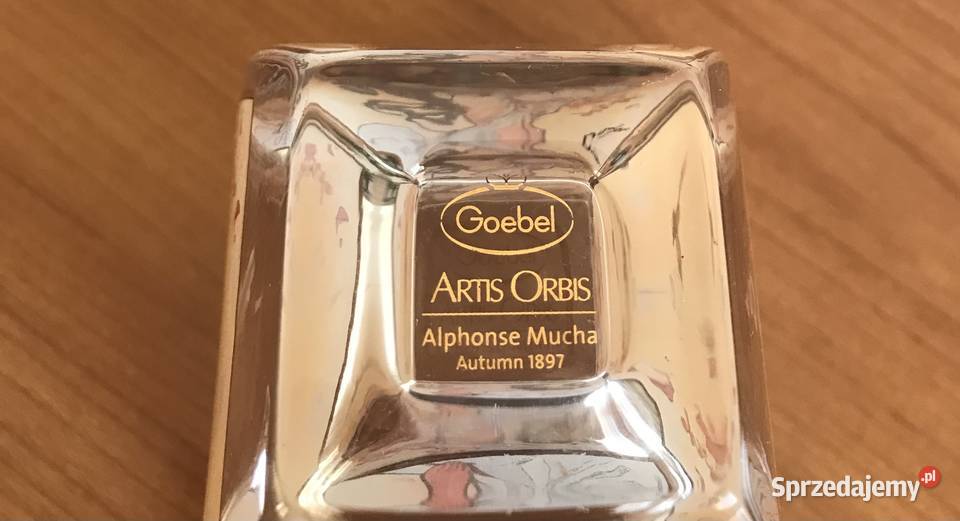 Goebel
ARTIS ORBIS
Alphonse Mucha
Autumn 1897
Sprzedajemy.pl